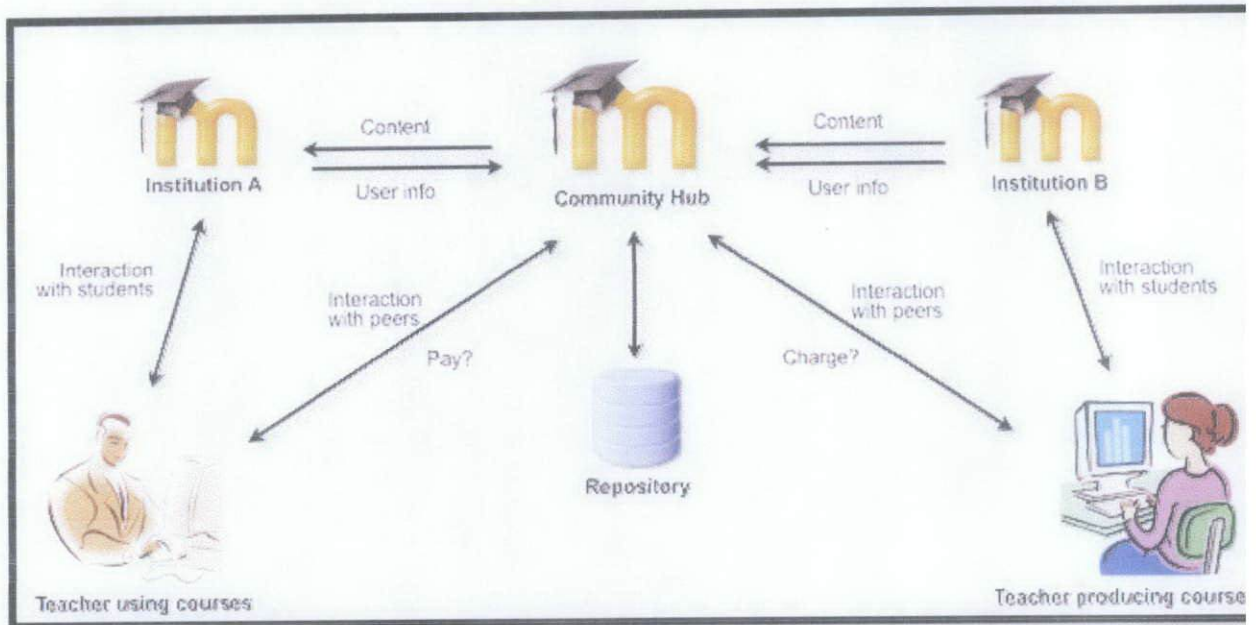 Content
User info
Institution A
Community Hub
Content
User info
Institution B
Interaction
with students
Interaction
with peers
Pay?
Interaction
with peers
Charge?
Interaction
with students
Repository
Teacher using courses
Teacher producing course